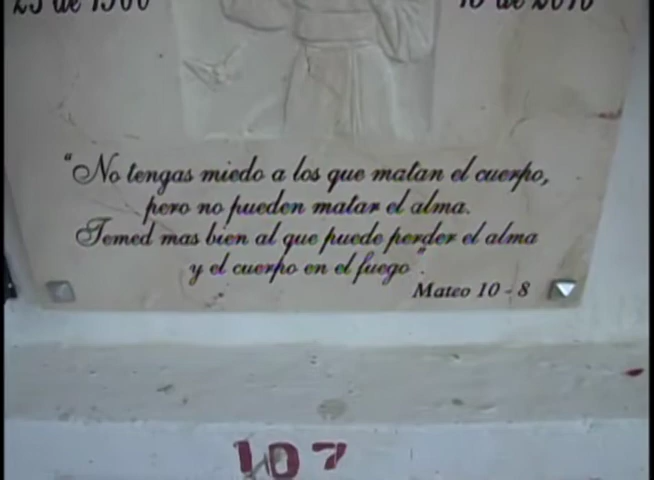 "No tengas miedo a los que matan el cuerpo,
pero no pueden matar el alma.
Temed mas bien al que puede perder el alma
y el cuerpo en el fuego".
Mateo 10 - 8
107